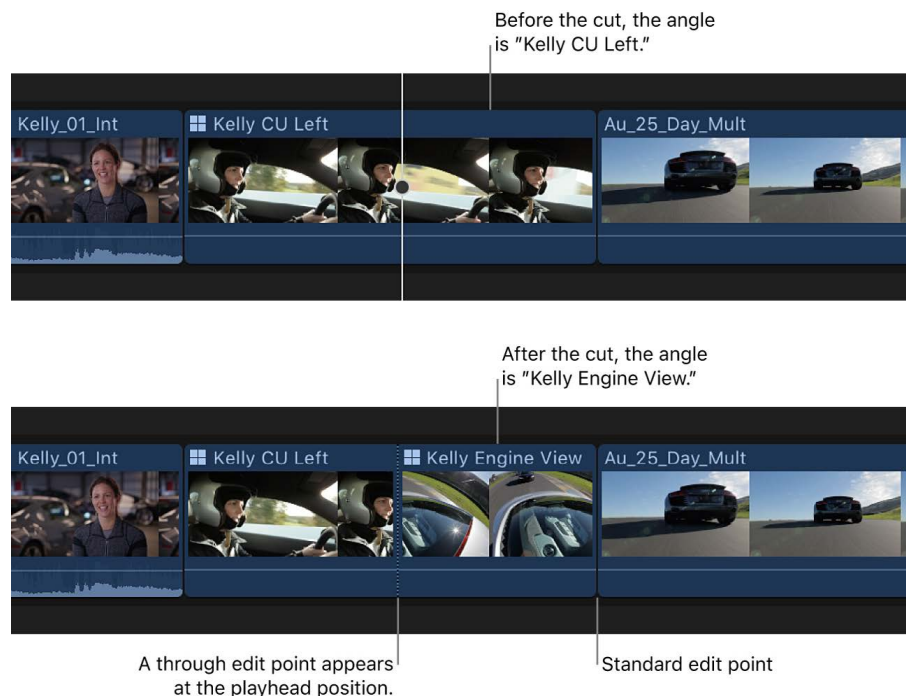 Before the cut, the angle
is ”Kelly CU Left.”
Kelly_01_Int
Kelly CU Left
Au_25_Day_Mult
After the cut, the angle
is ”Kelly Engine View.”
Kelly_01_Int
Kelly CU Left
Kelly Engine View
Au_25_Day_Mult
A through edit point appears
at the playhead position.
Standard edit point